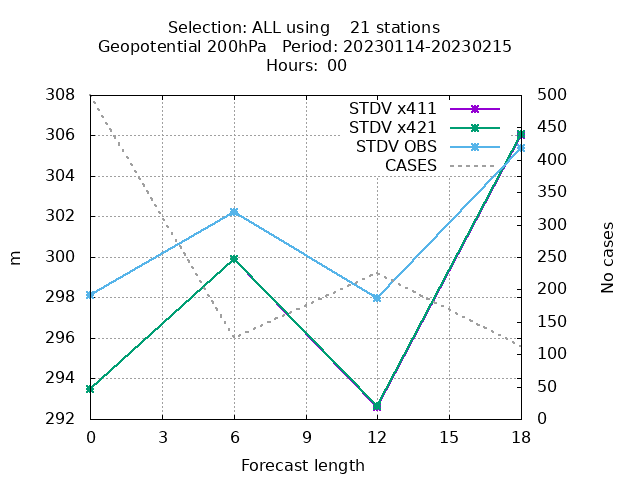 Selection: ALL using    21 stations
Geopotential 200hPa   Period: 20230114-20230215
Hours:  00
308
306
304
302
300
298
296
294
292
m
STDV x411
STDV x421
STDV OBS
CASES
500
450
400
350
300
250
200
150
100
50
0
No cases
0 3 6 9 12 15 18
Forecast length